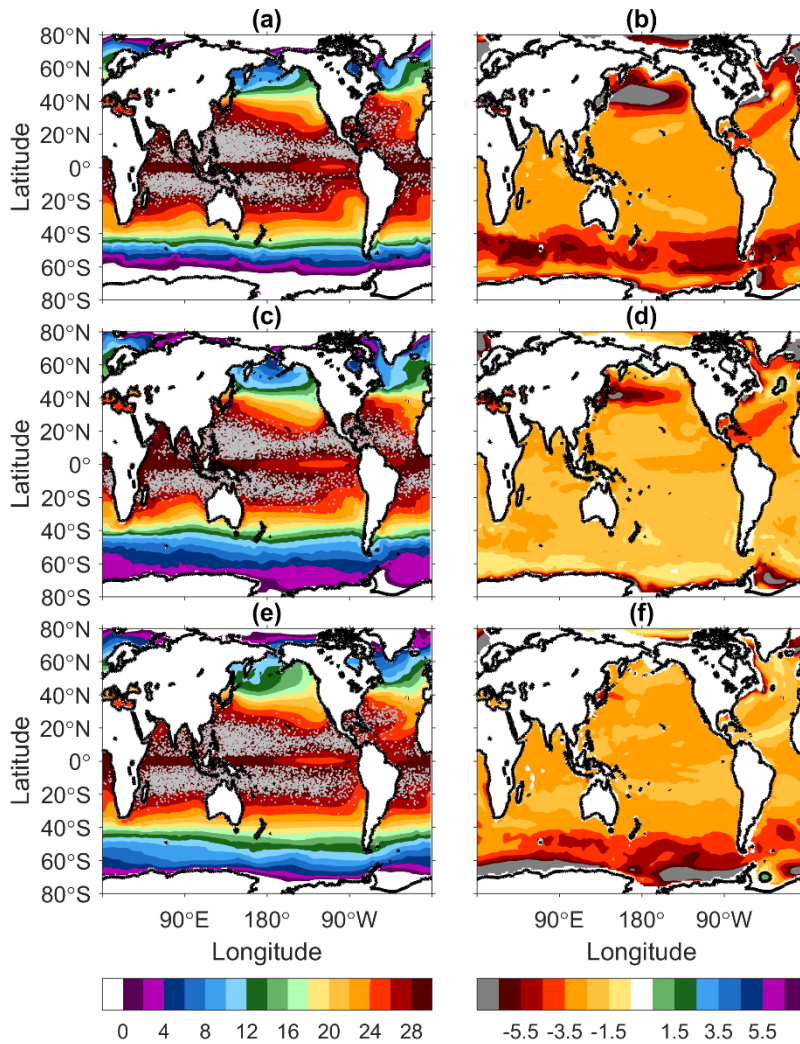 (a) (b)
80°N
60°N
40°N
20°N
0°
20°S
40°S
60°S
80°S
Latitude
(c) (d)
80°N
60°N
40°N
20°N
0°
20°S
40°S
60°S
80°S
Latitude
(e) (f)
80°N
60°N
40°N
20°N
0°
20°S
40°S
60°S
80°S
Latitude
90°E 180° 90°W 90°E 180° 90°W
Longitude Longitude
0 4 8 12 16 20 24 28 -5.5 -3.5 -1.5 1.5 3.5 5.5